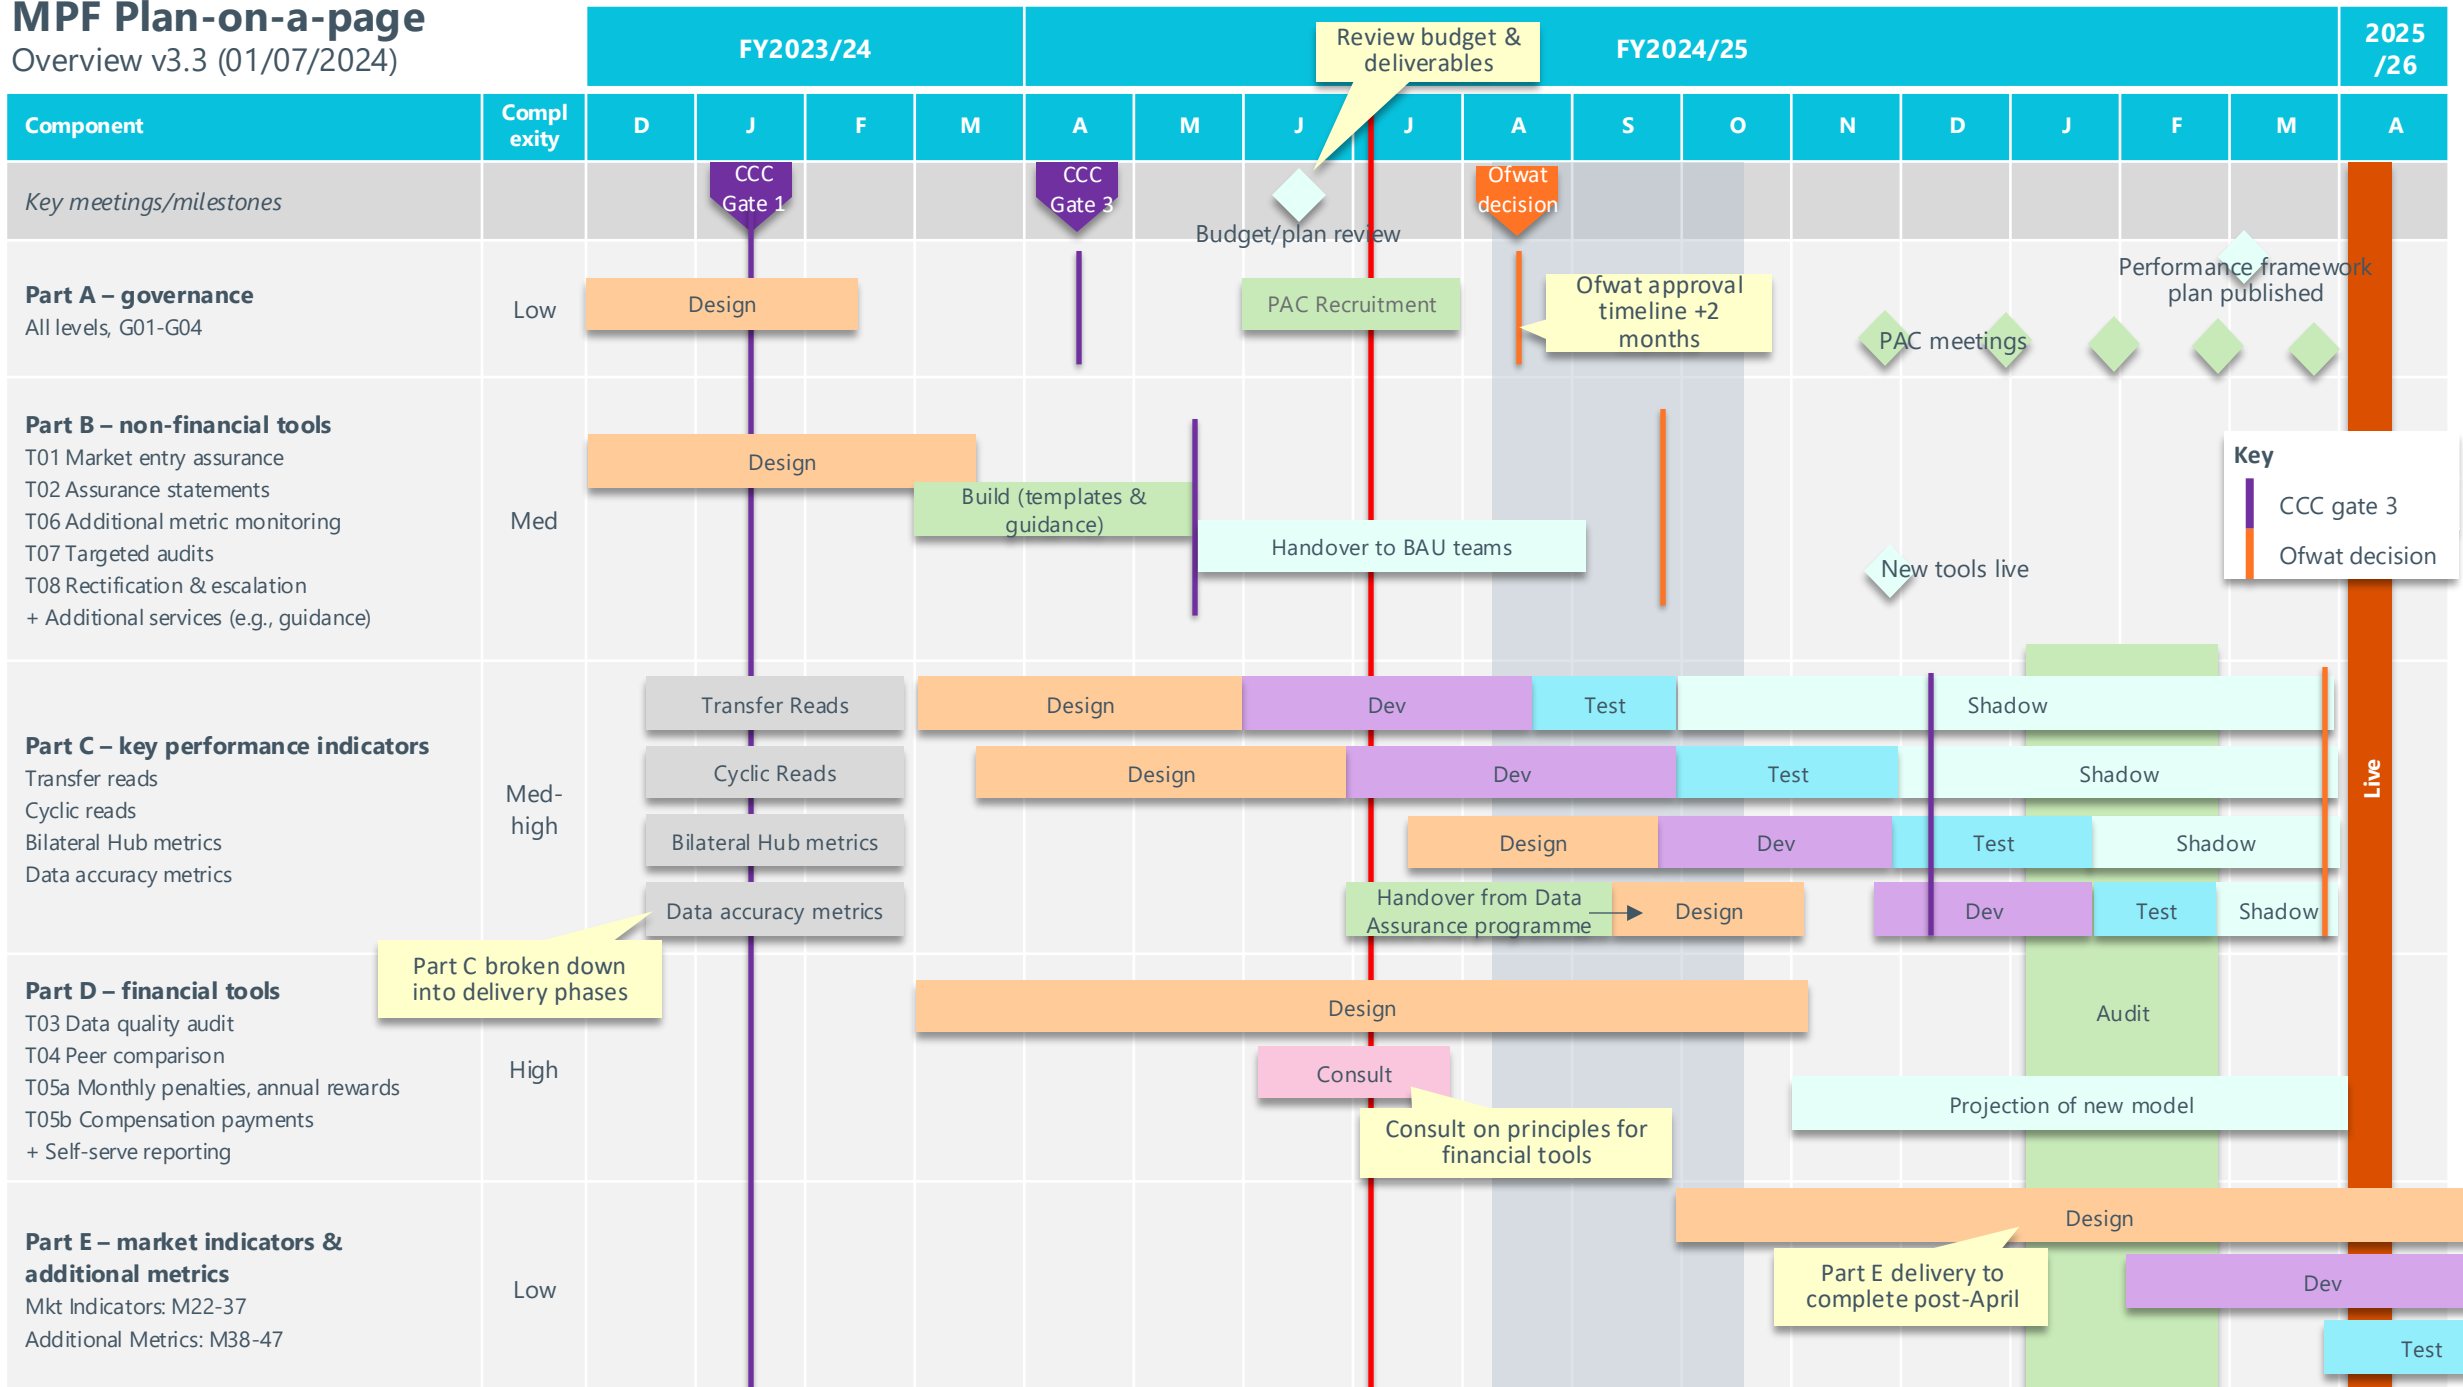 MPF Plan-on-a-page
Overview v3.3 (01/07/2024)
FY2023/24
FY2024/25
2025
/26
Review budget &
deliverables
Component
Compl
exity
D
J
F
M
A
M
J
J
A
S
O
N
D
J
F
M
A
Key meetings/milestones
CCC
Gate 1
CCC
Gate 3
Budget/plan review
Ofwat
decision
Part A – governance
All levels, G01-G04
Low
Design
PAC Recruitment
Ofwat approval
timeline +2
months
PAC meetings
Performance framework
plan published
Part B – non-financial tools
T01 Market entry assurance
T02 Assurance statements
T06 Additional metric monitoring
T07 Targeted audits
T08 Rectification & escalation
+ Additional services (e.g., guidance)
Med
Design
Build (templates &
guidance)
Handover to BAU teams
New tools live
Key
CCC gate 3
Ofwat decision
Part C – key performance indicators
Transfer reads
Cyclic reads
Bilateral Hub metrics
Data accuracy metrics
Med-
high
Transfer Reads
Design
Dev
Test
Shadow
Cyclic Reads
Design
Dev
Test
Shadow
Bilateral Hub metrics
Design
Dev
Test
Shadow
Data accuracy metrics
Handover from Data
Assurance programme
Design
Dev
Test
Shadow
Live
Part C broken down
into delivery phases
Part D – financial tools
T03 Data quality audit
T04 Peer comparison
T05a Monthly penalties, annual rewards
T05b Compensation payments
+ Self-serve reporting
High
Design
Audit
Consult
Consult on principles for
financial tools
Projection of new model
Part E – market indicators &
additional metrics
Mkt Indicators: M22-37
Additional Metrics: M38-47
Low
Design
Part E delivery to
complete post-April
Dev
Test